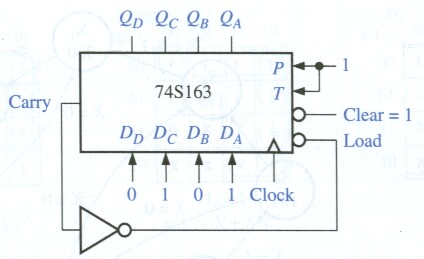 Q_D Q_C Q_B Q_A
P 1
74S163
T
Carry
Clear = 1
D_D D_C D_B D_A
Load
0 1 0 1 Clock